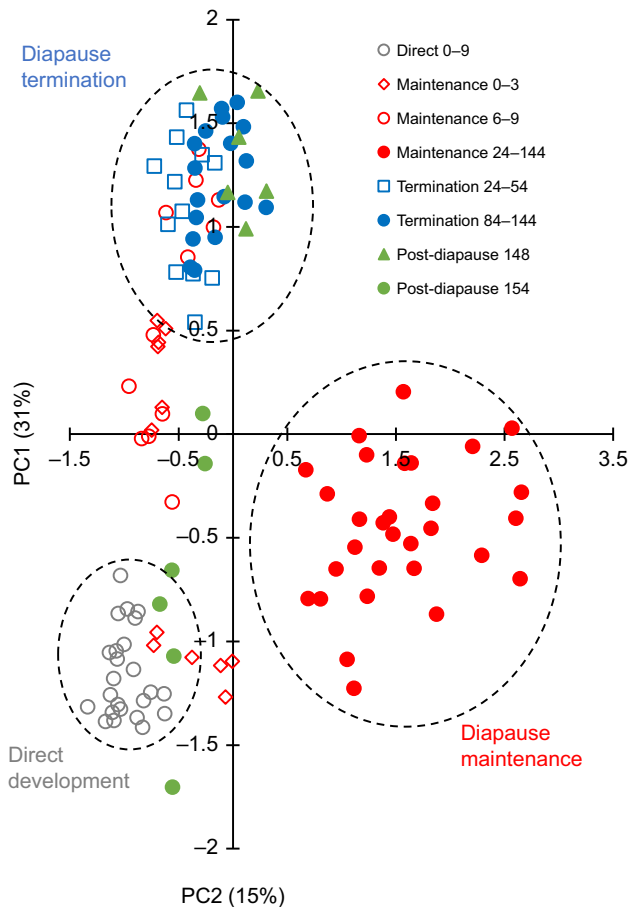 2
Diapause
termination
Direct 0–9
Maintenance 0–3
Maintenance 6–9
Maintenance 24–144
Termination 24–54
Termination 84–144
Post-diapause 148
Post-diapause 154
1.5
1
0.5
0
–1.5 –0.5 0.5 1.5 2.5 3.5
PC1 (31%)
–0.5
–1
–1.5
Direct
development
Diapause
maintenance
–2
PC2 (15%)